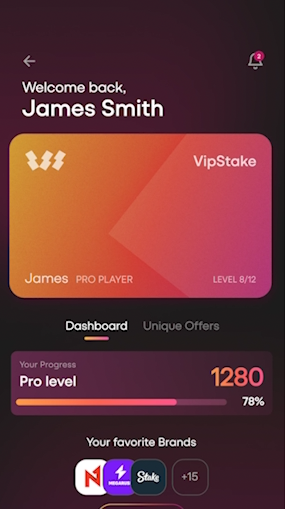 2
Welcome back,
James Smith
VipStake
James PRO PLAYER LEVEL 8/12
Dashboard Unique Offers
Your Progress
Pro level 1280
78%
Your favorite Brands
N MEGARUSH Stake +15